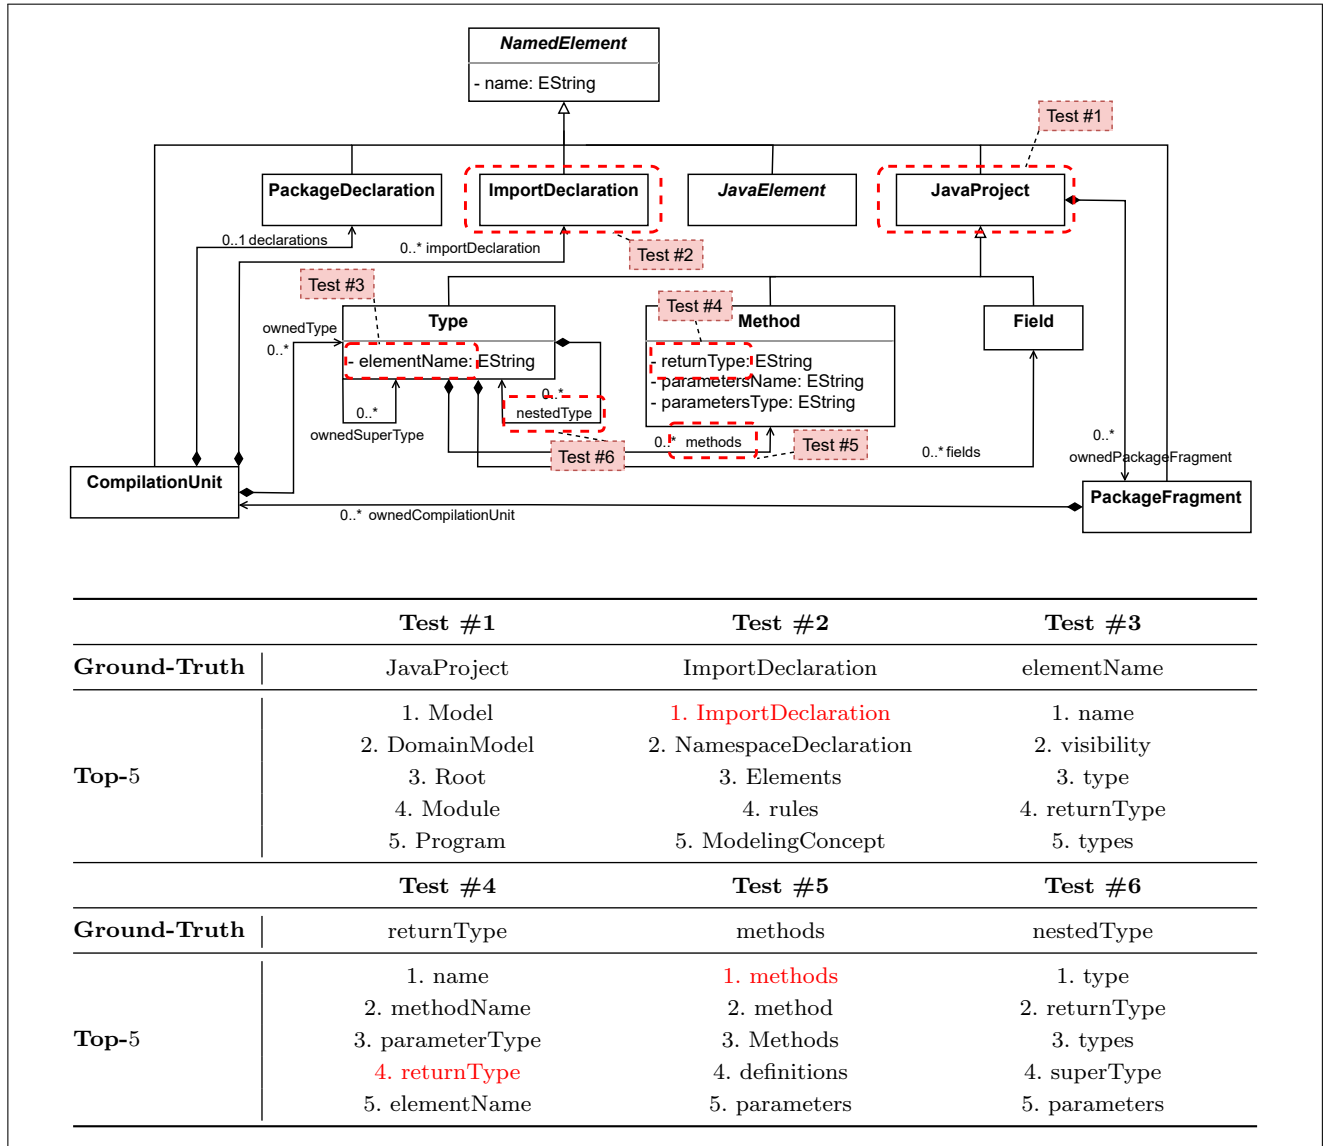 NamedElement
- name: EString
Test #1
PackageDeclaration
ImportDeclaration
JavaElement
JavaProject
0..1 declarations
0..* importDeclaration
Test #2
Test #3
Test #4
ownedType
0..*
Type
- elementName: EString
Method
- returnType: EString
- parametersName: EString
- parametersType: EString
Field
0..*
ownedSuperType
0..*
nestedType
Test #6
0..* methods
Test #5
0..* fields
0..*
ownedPackageFragment
CompilationUnit
PackageFragment
0..* ownedCompilationUnit
Test #1 Test #2 Test #3
Ground-Truth JavaProject ImportDeclaration elementName
1. Model 1. ImportDeclaration 1. name
2. DomainModel 2. NamespaceDeclaration 2. visibility
Top-5 3. Root 3. Elements 3. type
4. Module 4. rules 4. returnType
5. Program 5. ModelingConcept 5. types
Test #4 Test #5 Test #6
Ground-Truth returnType methods nestedType
1. name 1. methods 1. type
2. methodName 2. method 2. returnType
Top-5 3. parameterType 3. Methods 3. types
4. returnType 4. definitions 4. superType
5. elementName 5. parameters 5. parameters